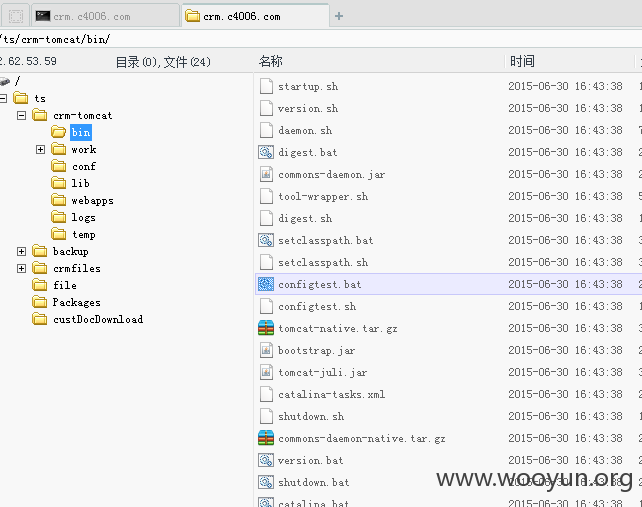 crm.c4006.com crm.c4006.com
/ts/crm-tomcat/bin/
2.62.53.59 目录(0),文件(24) 名称 时间
/
ts
crm-tomcat
bin
work
conf
lib
webapps
logs
temp
backup
crmfiles
file
Packages
custDocDownload
startup.sh 2015-06-30 16:43:38
version.sh 2015-06-30 16:43:38
daemon.sh 2015-06-30 16:43:38
digest.bat 2015-06-30 16:43:38
commons-daemon.jar 2015-06-30 16:43:38
tool-wrapper.sh 2015-06-30 16:43:38
digest.sh 2015-06-30 16:43:38
setclasspath.bat 2015-06-30 16:43:38
setclasspath.sh 2015-06-30 16:43:38
configtest.bat 2015-06-30 16:43:38
configtest.sh 2015-06-30 16:43:38
tomcat-native.tar.gz 2015-06-30 16:43:38
bootstrap.jar 2015-06-30 16:43:38
tomcat-juli.jar 2015-06-30 16:43:38
catalina-tasks.xml 2015-06-30 16:43:38
shutdown.sh 2015-06-30 16:43:38
commons-daemon-native.tar.gz 2015-06-30 16:43:38
version.bat 2015-06-30 16:43:38
shutdown.bat 2015-06-30 16:43:38
catalina.bat 2015-06-30 16:43:38
www.wooyun.org